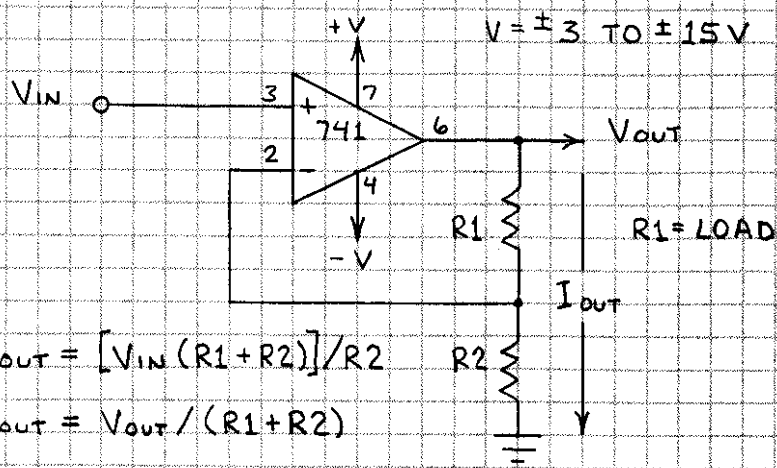 +V
V = ± 3 TO ± 15 V
VIN
3
+
7
741
6
VOUT
2
−
4
R1
R1 = LOAD
− V
IOUT
OUT = [VIN (R1 + R2)]/R2
R2
OUT = VOUT / (R1 + R2)